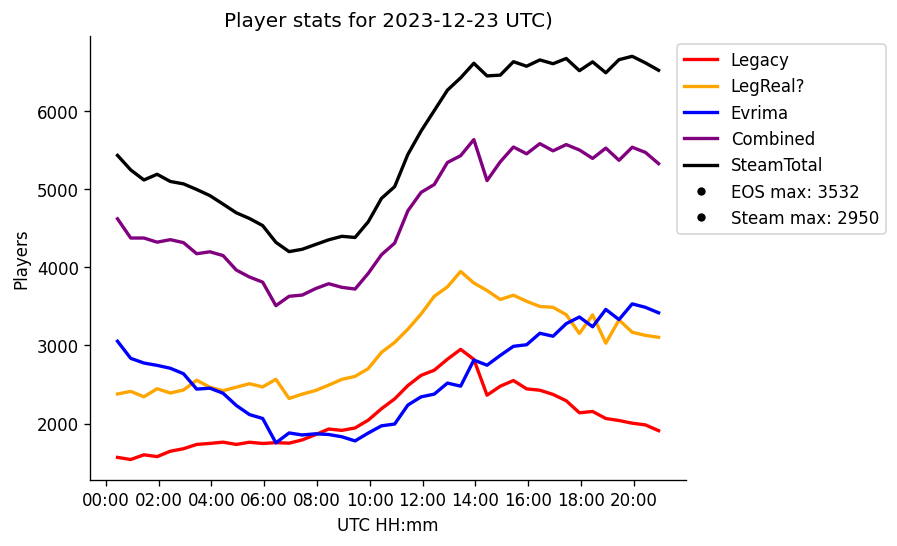 Player stats for 2023-12-23 UTC)
Players
6000
5000
4000
3000
2000
00:00 02:00 04:00 06:00 08:00 10:00 12:00 14:00 16:00 18:00 20:00
UTC HH:mm
Legacy
LegReal?
Evrima
Combined
SteamTotal
EOS max: 3532
Steam max: 2950